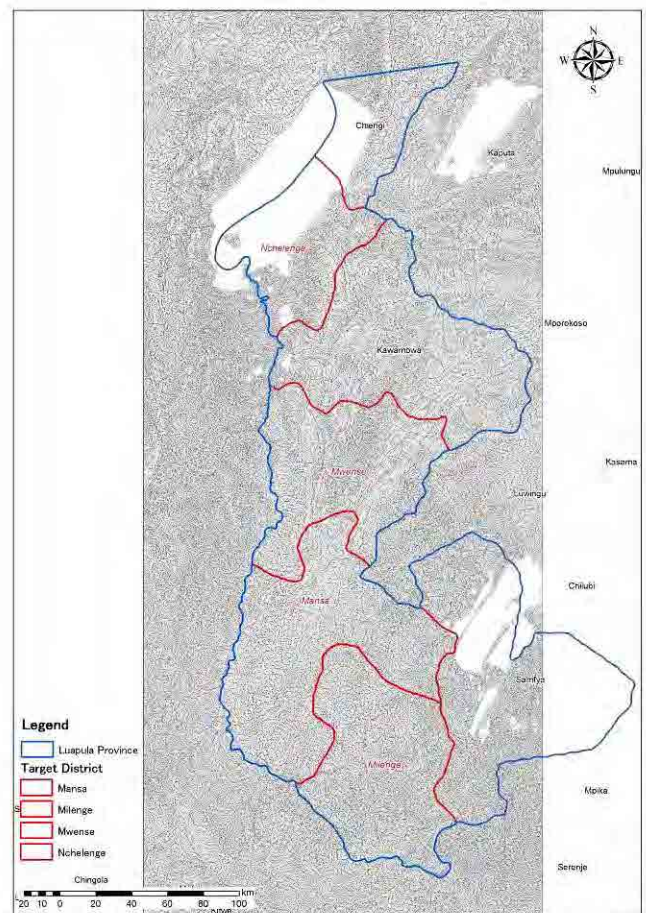 N
W E
S
Chiengi
Kaputa
Mpulungu
Nchelenge
Mporokoso
Kawambwa
Kasama
Mwense
Luwingu
Chilubi
Mansa
Samfya
Milenge
Mpika
Serenje
Legend
Luapula Province
Target District
Mansa
Milenge
Mwense
Nchelenge
Chingola
20 10 0 20 40 60 80 100 km